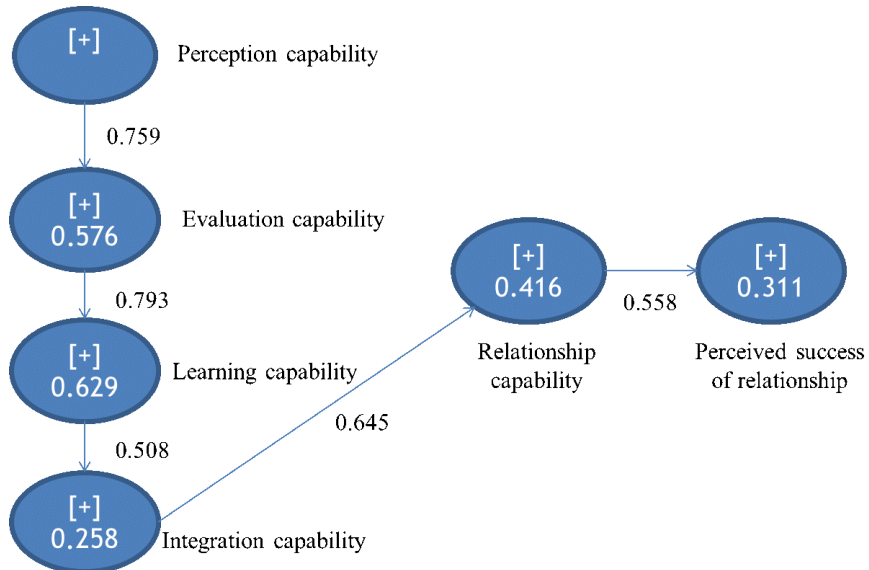 [+]
Perception capability
0.759
[+]
0.576
Evaluation capability
0.793
[+]
0.629
Learning capability
0.508
[+]
0.258
Integration capability
0.645
[+]
0.416
Relationship
capability
0.558
[+]
0.311
Perceived success
of relationship